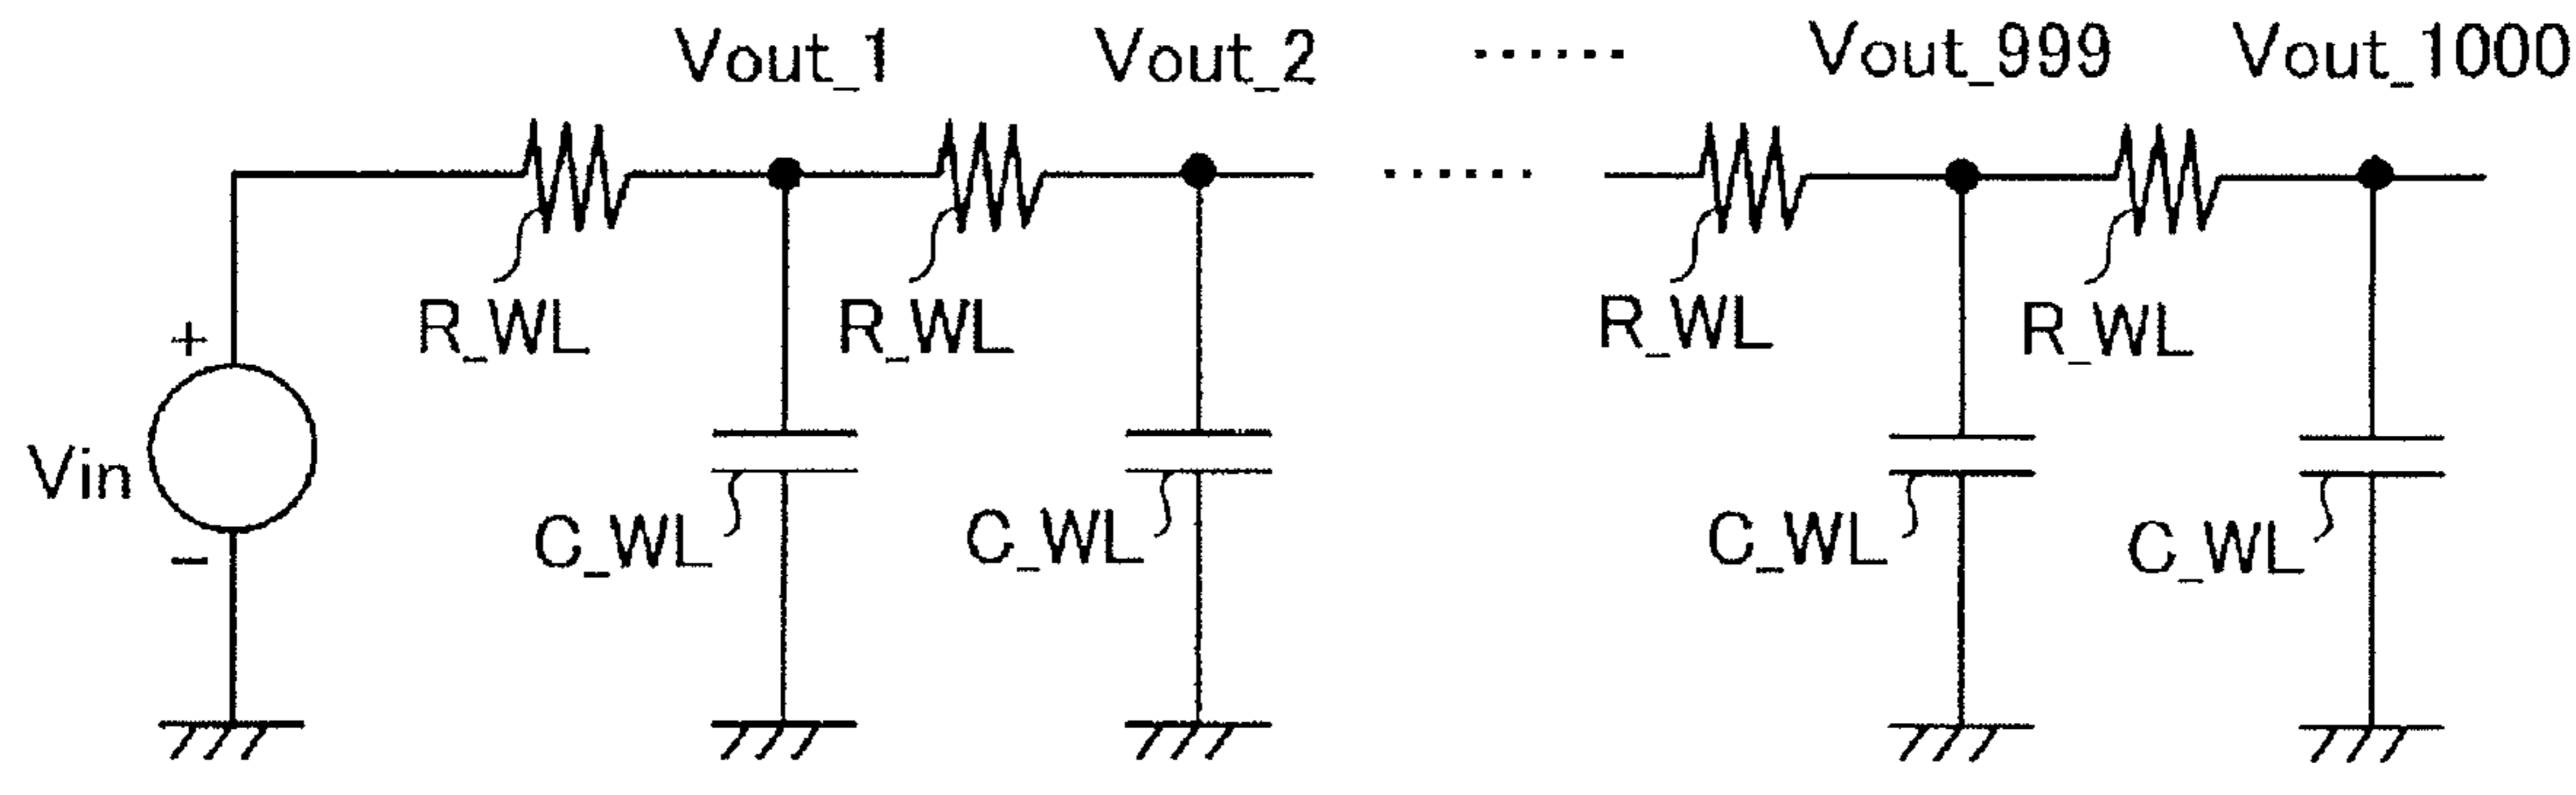 Vout_1 Vout_2 ...... Vout_999 Vout_1000
......
R_WL R_WL R_WL R_WL
+
Vin
−
C_WL C_WL C_WL C_WL